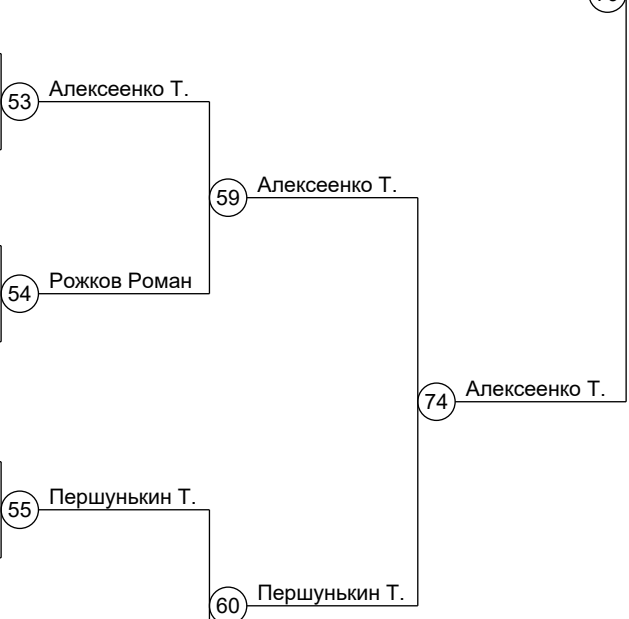 53
Алексеенко Т.
59
Алексеенко Т.
54
Рожков Роман
74
Алексеенко Т.
55
Першунькин Т.
60
Першунькин Т.